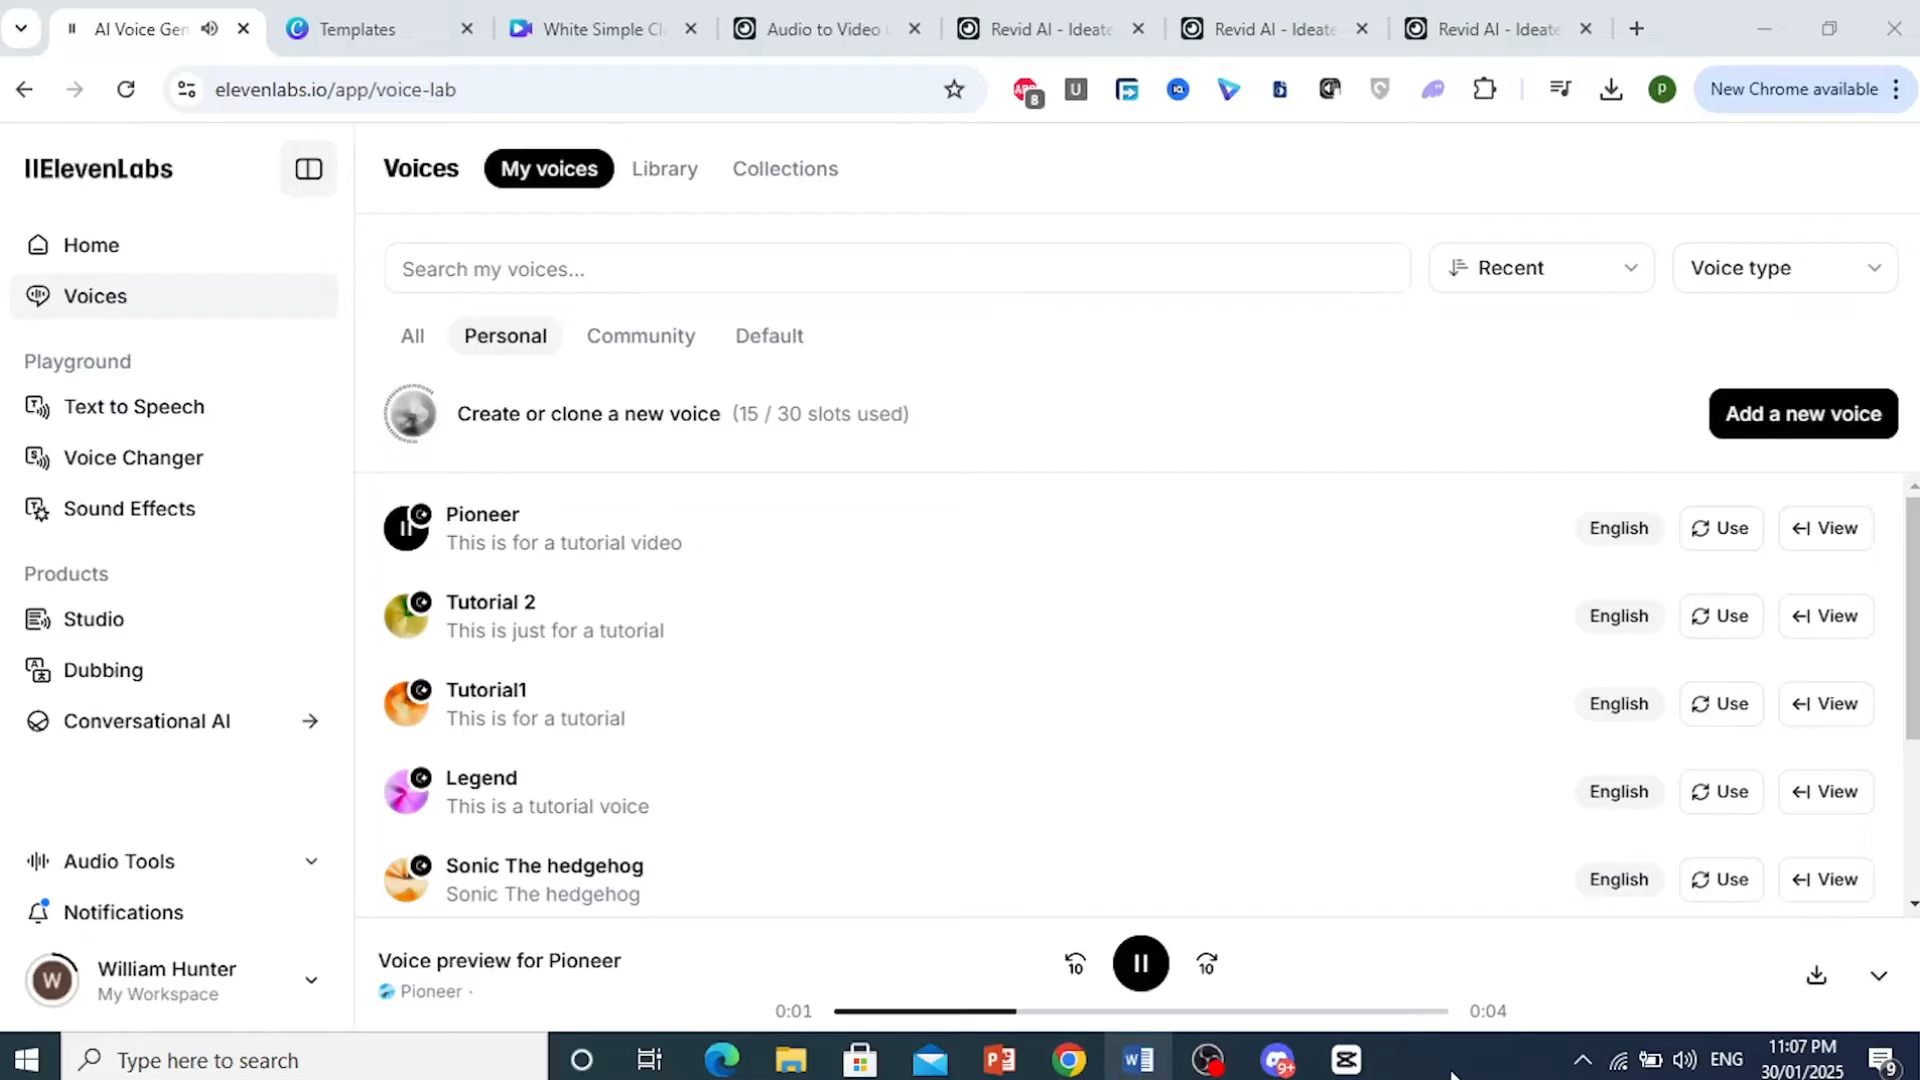 AI Voice Gen
Templates
White Simple Cl
Audio to Video
Revid AI - Ideate
Revid AI - Ideate
Revid AI - Ideate
elevenlabs.io/app/voice-lab
8
U
P
New Chrome available
IIElevenLabs
Voices
My voices
Library
Collections
Home
Voices
Playground
Text to Speech
Voice Changer
Sound Effects
Products
Studio
Dubbing
Conversational AI
Audio Tools
Notifications
W
William Hunter
My Workspace
Search my voices...
Recent
Voice type
All
Personal
Community
Default
Create or clone a new voice (15 / 30 slots used)
Add a new voice
Pioneer
This is for a tutorial video
English
Use
View
Tutorial 2
This is just for a tutorial
English
Use
View
Tutorial1
This is for a tutorial
English
Use
View
Legend
This is a tutorial voice
English
Use
View
Sonic The hedgehog
Sonic The hedgehog
English
Use
View
Voice preview for Pioneer
Pioneer ·
10
10
0:01
0:04
Type here to search
9+
ENG
11:07 PM
30/01/2025
9